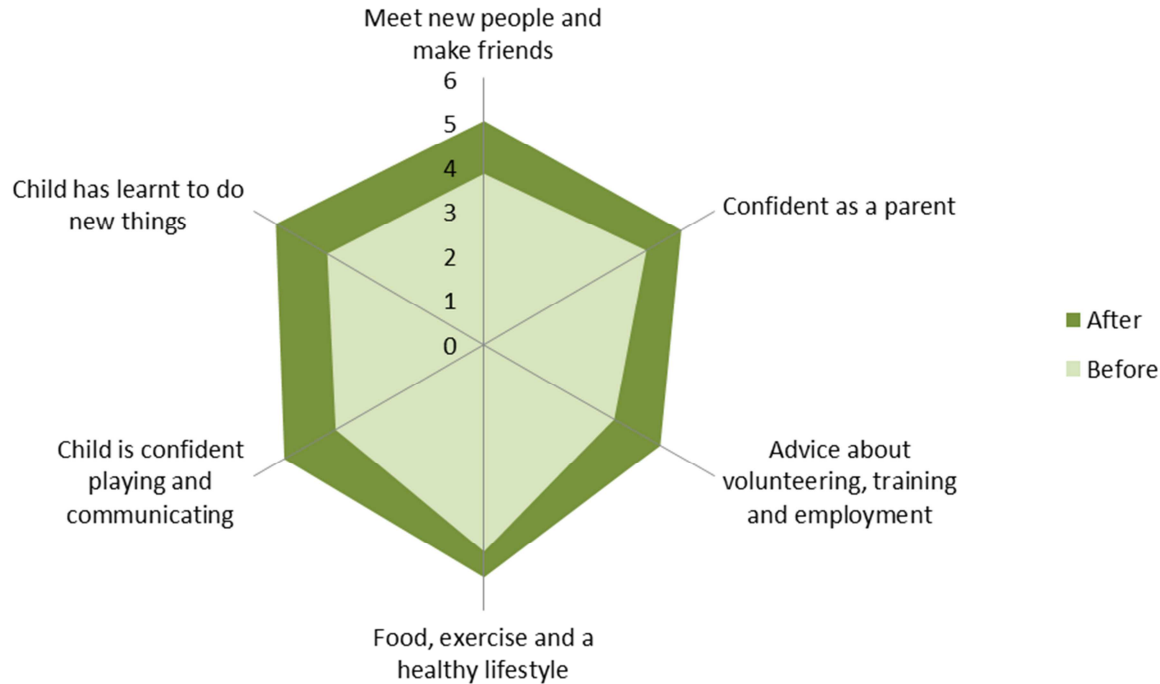 Meet new people and
make friends
6
5
4
3
2
1
0
Child has learnt to do
new things
Confident as a parent
After
Before
Child is confident
playing and
communicating
Advice about
volunteering, training
and employment
Food, exercise and a
healthy lifestyle